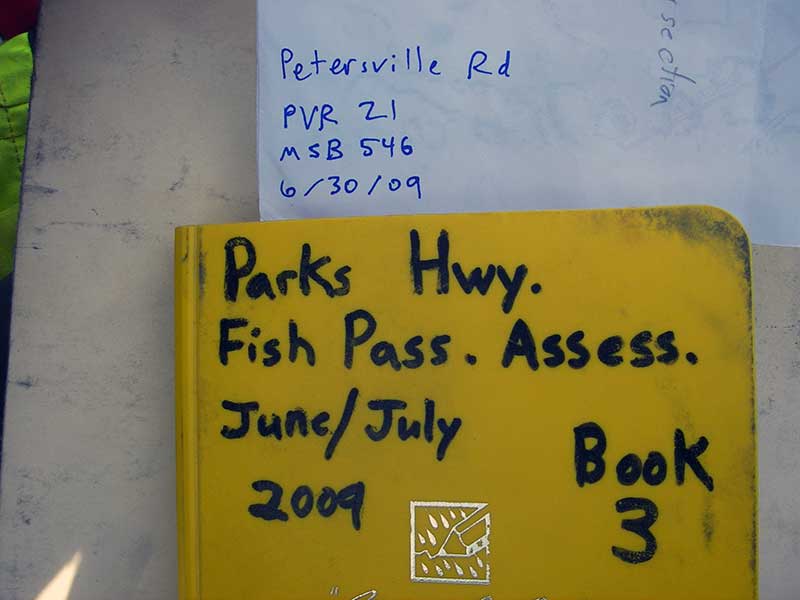 Petersville Rd
PVR 21
MSB 546
6/30/09
rsection
Parks Hwy.
Fish Pass. Assess.
June/July
2009
Book
3